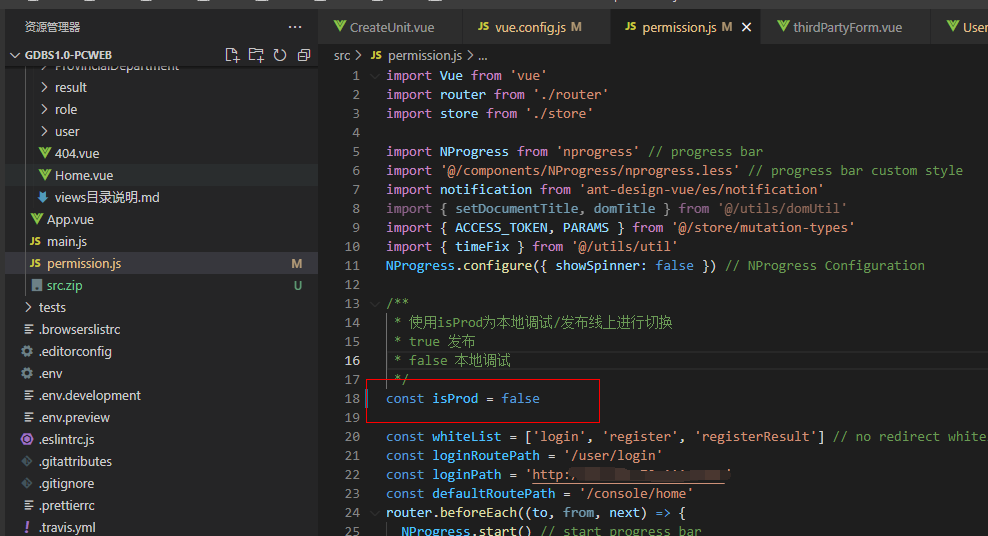 资源管理器 ...
GDBS1.0-PCWEB
ProvincialDepartment
result
role
user
404.vue
Home.vue
views目录说明.md
App.vue
main.js
permission.js M
src.zip U
tests
.browserslistrc
.editorconfig
.env
.env.development
.env.preview
.eslintrc.js
.gitattributes
.gitignore
.prettierrc
.travis.yml
CreateUnit.vue JS vue.config.js M JS permission.js M thirdPartyForm.vue User
src > JS permission.js > ...
1 import Vue from 'vue'
2 import router from './router'
3 import store from './store'
4
5 import NProgress from 'nprogress' // progress bar
6 import '@/components/NProgress/nprogress.less' // progress bar custom style
7 import notification from 'ant-design-vue/es/notification'
8 import { setDocumentTitle, domTitle } from '@/utils/domUtil'
9 import { ACCESS_TOKEN, PARAMS } from '@/store/mutation-types'
10 import { timeFix } from '@/utils/util'
11 NProgress.configure({ showSpinner: false }) // NProgress Configuration
12
13 /**
14 * 使用isProd为本地调试/发布线上进行切换
15 * true 发布
16 * false 本地调试
17 */
18 const isProd = false
19
20 const whiteList = ['login', 'register', 'registerResult'] // no redirect white
21 const loginRoutePath = '/user/login'
22 const loginPath = 'http:/
23 const defaultRoutePath = '/console/home'
24 router.beforeEach((to, from, next) => {
25 NProgress.start() // start progress bar